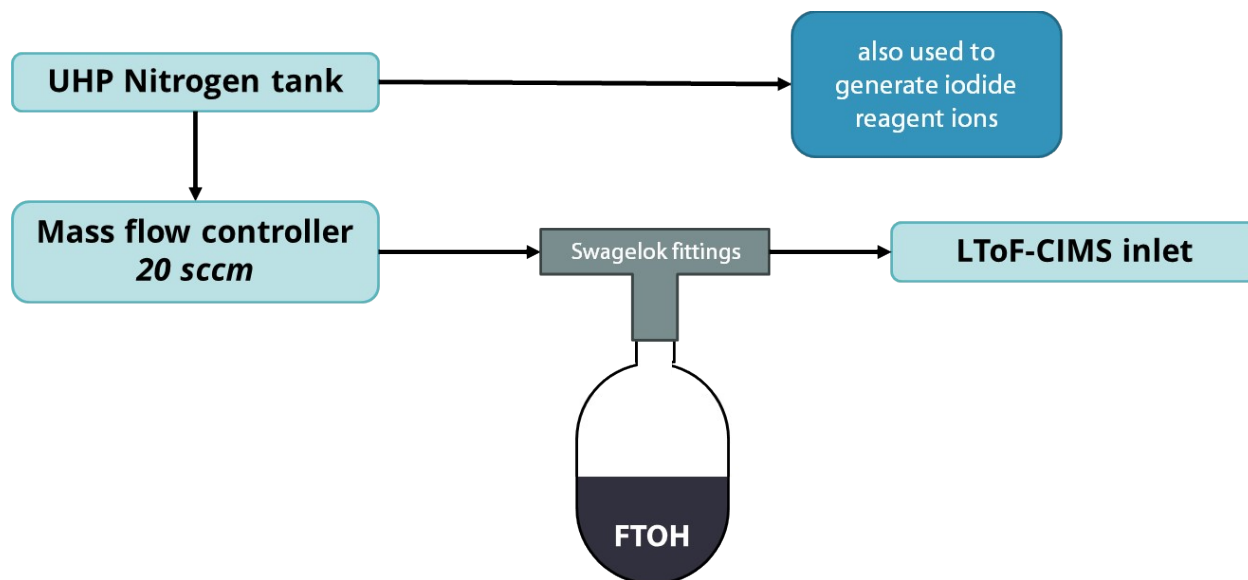 UHP Nitrogen tank
also used to
generate iodide
reagent ions
Mass flow controller
20 sccm
Swagelok fittings
LToF-CIMS inlet
FTOH